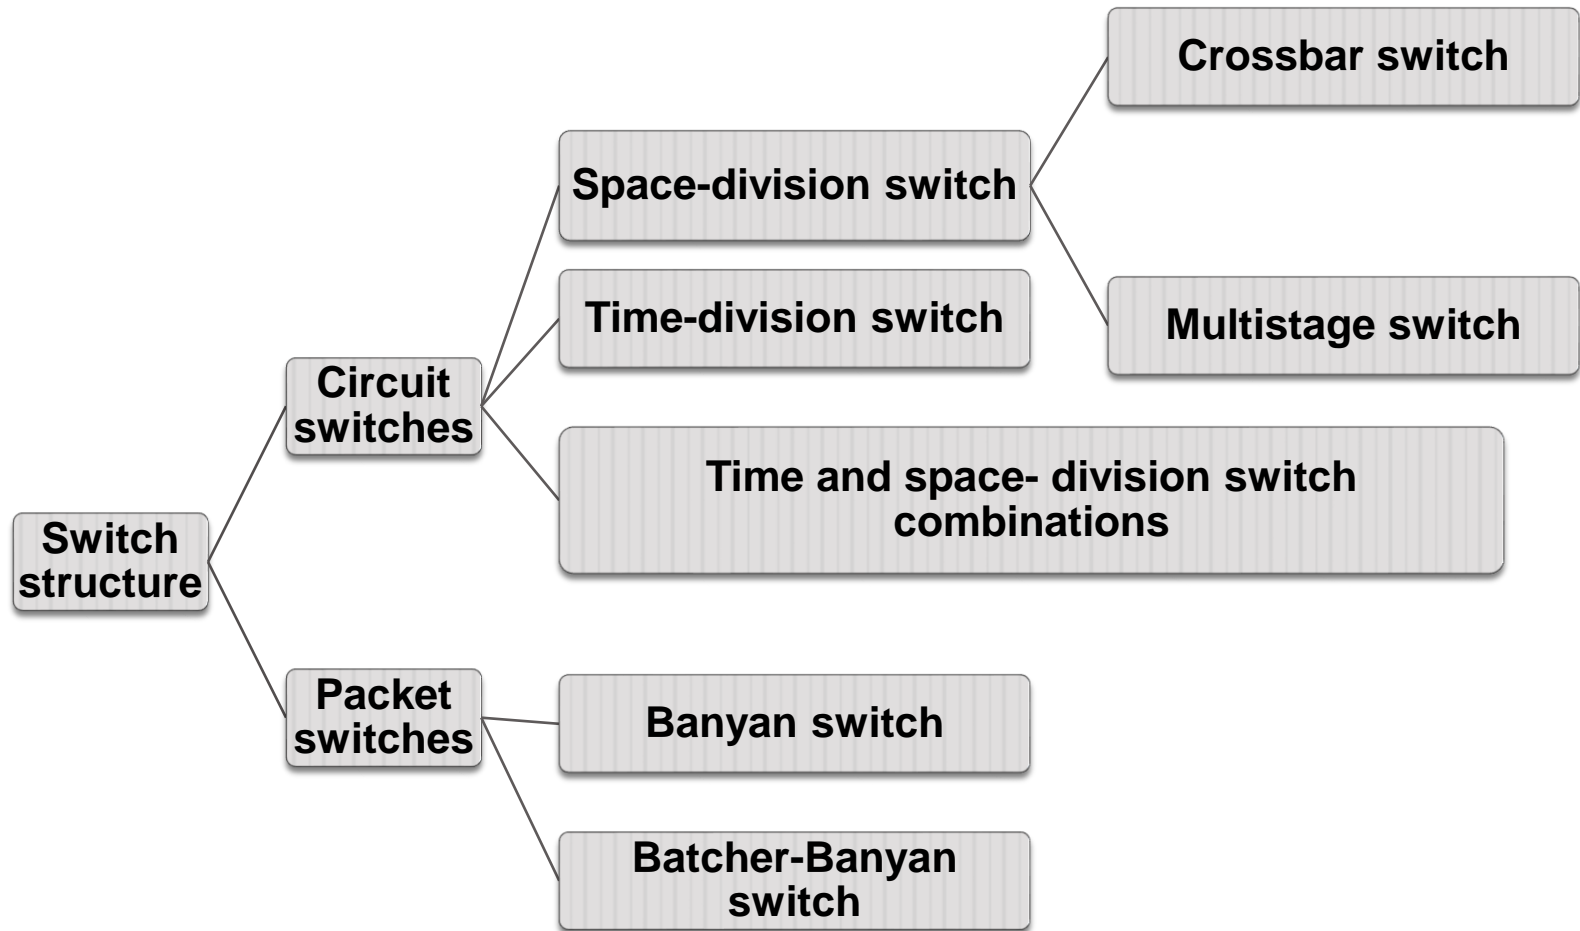 Crossbar switch
Space-division switch
Time-division switch
Multistage switch
Circuit
switches
Time and space- division switch
combinations
Switch
structure
Packet
switches
Banyan switch
Batcher-Banyan
switch